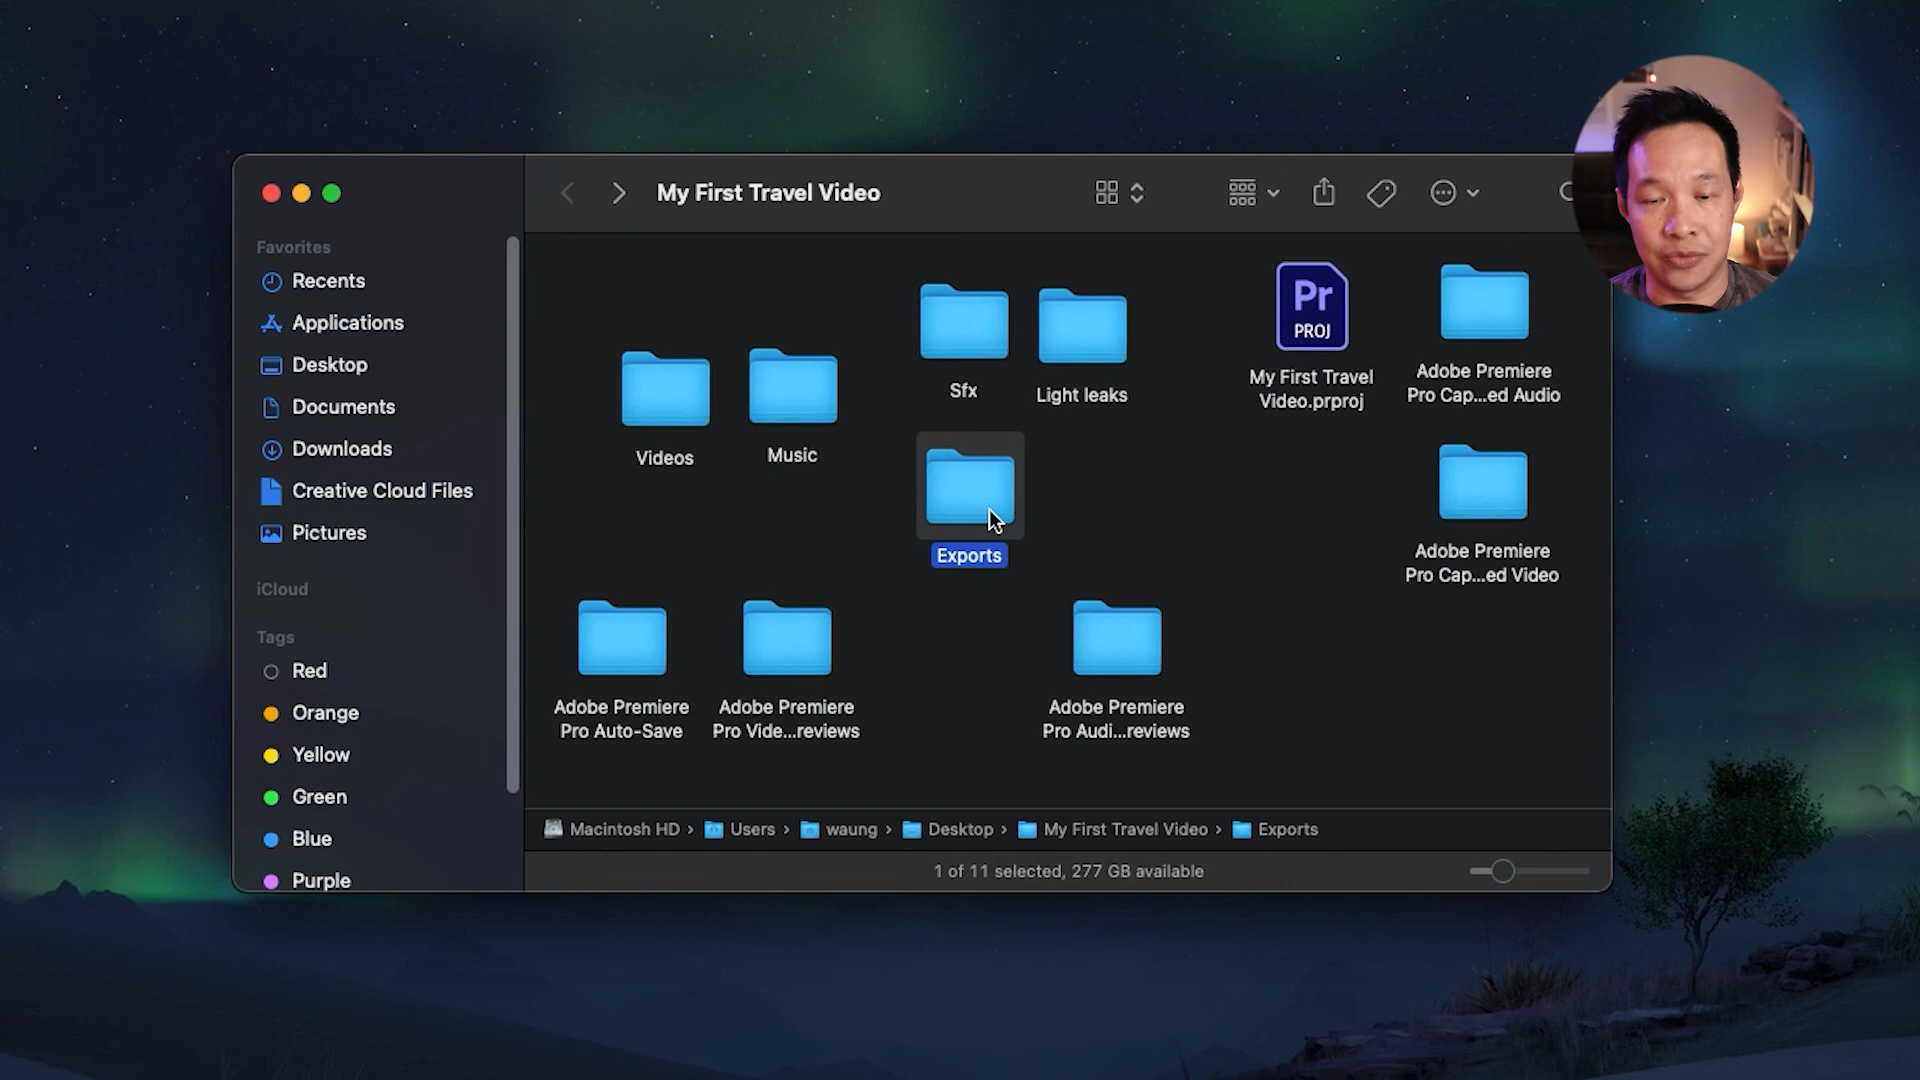 My First Travel Video
Favorites
Recents
Applications
Desktop
Documents
Downloads
Creative Cloud Files
Pictures
iCloud
Tags
Red
Orange
Yellow
Green
Blue
Purple
Videos
Music
Sfx
Light leaks
Pr
PROJ
My First Travel
Video.prproj
Adobe Premiere
Pro Cap...ed Audio
Exports
Adobe Premiere
Pro Cap...ed Video
Adobe Premiere
Pro Auto-Save
Adobe Premiere
Pro Vide...reviews
Adobe Premiere
Pro Audi...reviews
Macintosh HD › Users › waung › Desktop › My First Travel Video › Exports
1 of 11 selected, 277 GB available